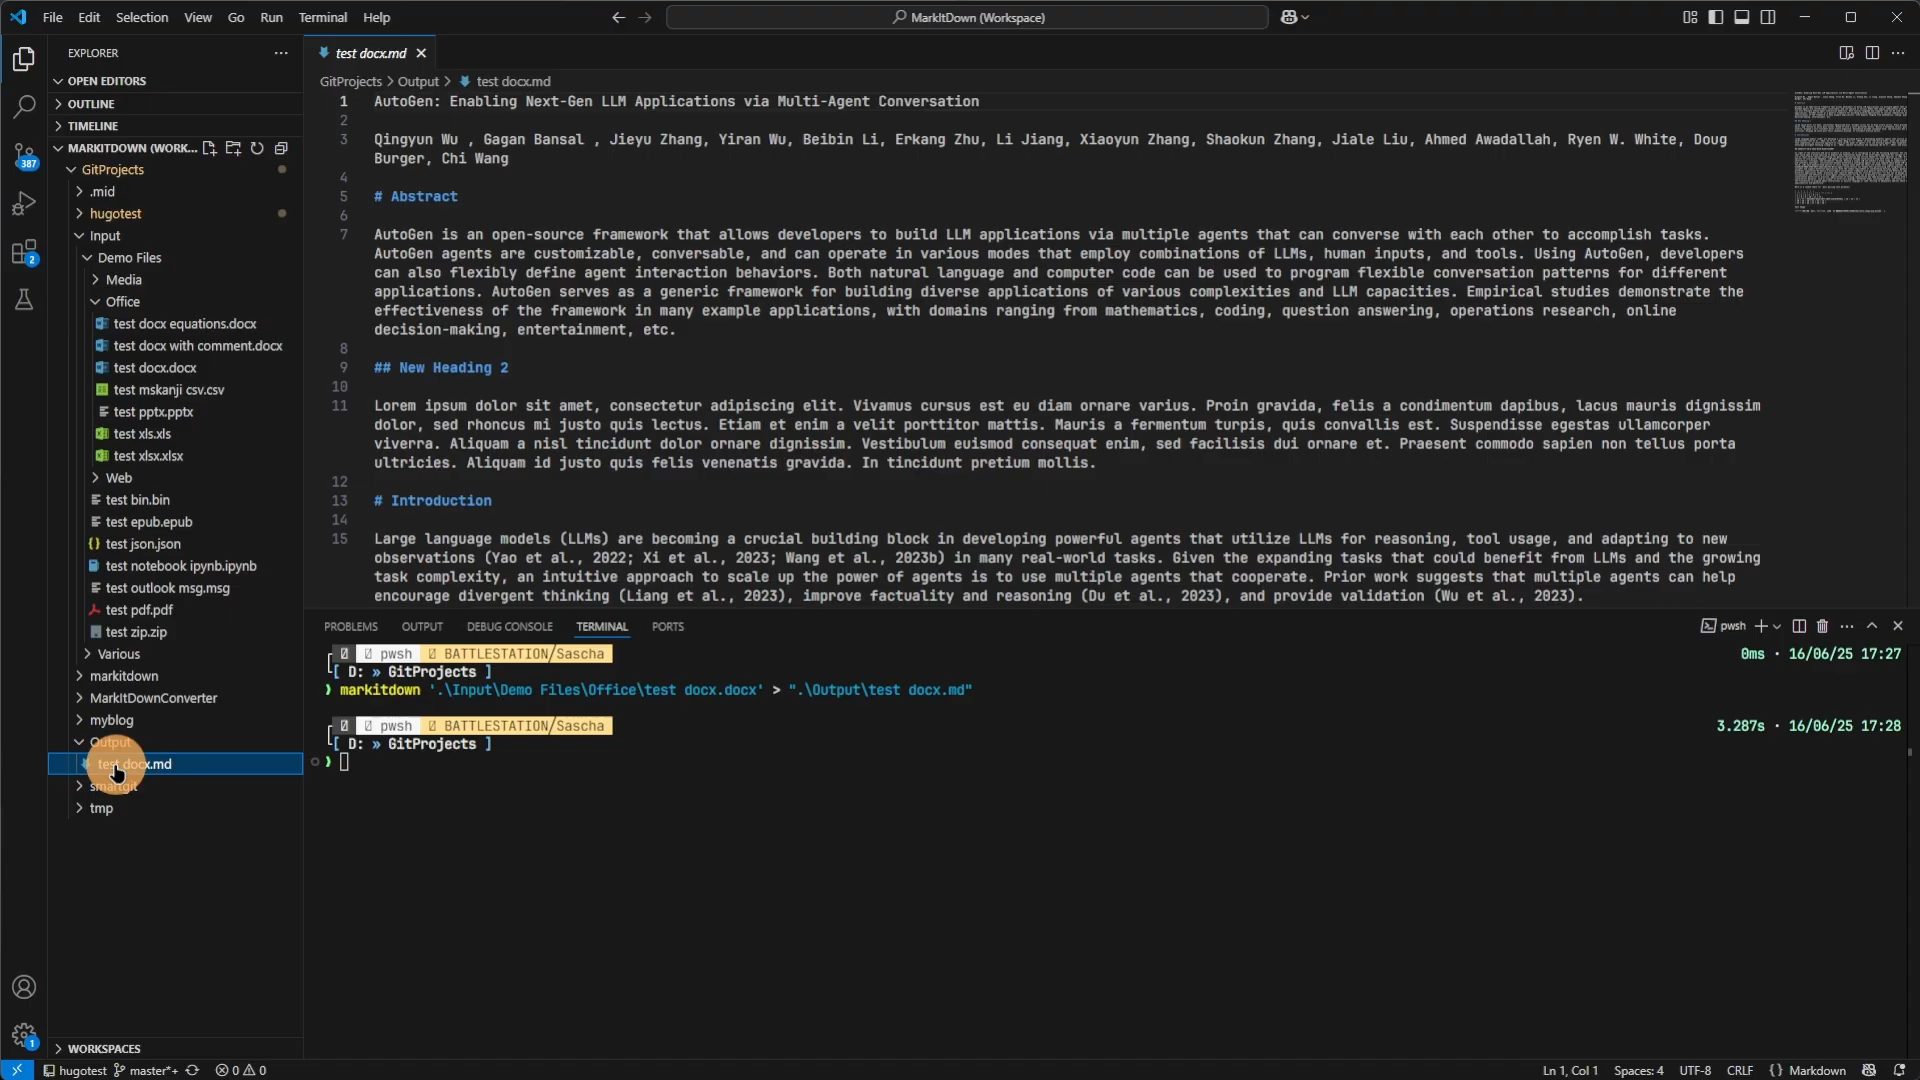 File Edit Selection View Go Run Terminal Help
MarkItDown (Workspace)
EXPLORER
OPEN EDITORS
OUTLINE
TIMELINE
MARKITDOWN (WORK...
GitProjects
.mid
hugotest
Input
Demo Files
Media
Office
test docx equations.docx
test docx with comment.docx
test docx.docx
test mskanji csv.csv
test pptx.pptx
test xls.xls
test xlsx.xlsx
Web
test bin.bin
test epub.epub
test json.json
test notebook ipynb.ipynb
test outlook msg.msg
test pdf.pdf
test zip.zip
Various
markitdown
MarkItDownConverter
myblog
Output
test docx.md
smartgit
tmp
WORKSPACES
387
2
1
test docx.md
GitProjects > Output > test docx.md
1 AutoGen: Enabling Next-Gen LLM Applications via Multi-Agent Conversation
2
3 Qingyun Wu , Gagan Bansal , Jieyu Zhang, Yiran Wu, Beibin Li, Erkang Zhu, Li Jiang, Xiaoyun Zhang, Shaokun Zhang, Jiale Liu, Ahmed Awadallah, Ryen W. White, Doug
Burger, Chi Wang
4
5 # Abstract
6
7 AutoGen is an open-source framework that allows developers to build LLM applications via multiple agents that can converse with each other to accomplish tasks.
AutoGen agents are customizable, conversable, and can operate in various modes that employ combinations of LLMs, human inputs, and tools. Using AutoGen, developers
can also flexibly define agent interaction behaviors. Both natural language and computer code can be used to program flexible conversation patterns for different
applications. AutoGen serves as a generic framework for building diverse applications of various complexities and LLM capacities. Empirical studies demonstrate the
effectiveness of the framework in many example applications, with domains ranging from mathematics, coding, question answering, operations research, online
decision-making, entertainment, etc.
8
9 ## New Heading 2
10
11 Lorem ipsum dolor sit amet, consectetur adipiscing elit. Vivamus cursus est eu diam ornare varius. Proin gravida, felis a condimentum dapibus, lacus mauris dignissim
dolor, sed rhoncus mi justo quis lectus. Etiam et enim a velit porttitor mattis. Mauris a fermentum turpis, quis convallis est. Suspendisse egestas ullamcorper
viverra. Aliquam a nisl tincidunt dolor ornare dignissim. Vestibulum euismod consequat enim, sed facilisis dui ornare et. Praesent commodo sapien non tellus porta
ultricies. Aliquam id justo quis felis venenatis gravida. In tincidunt pretium mollis.
12
13 # Introduction
14
15 Large language models (LLMs) are becoming a crucial building block in developing powerful agents that utilize LLMs for reasoning, tool usage, and adapting to new
observations (Yao et al., 2022; Xi et al., 2023; Wang et al., 2023b) in many real-world tasks. Given the expanding tasks that could benefit from LLMs and the growing
task complexity, an intuitive approach to scale up the power of agents is to use multiple agents that cooperate. Prior work suggests that multiple agents can help
encourage divergent thinking (Liang et al., 2023), improve factuality and reasoning (Du et al., 2023), and provide validation (Wu et al., 2023).
PROBLEMS OUTPUT DEBUG CONSOLE TERMINAL PORTS
pwsh
pwsh BATTLESTATION/Sascha 0ms · 16/06/25 17:27
[ D: » GitProjects ]
❯ markitdown '.\Input\Demo Files\Office\test docx.docx' > ".\Output\test docx.md"
pwsh BATTLESTATION/Sascha 3.287s · 16/06/25 17:28
[ D: » GitProjects ]
❯
hugotest master*+ 0 0 Ln 1, Col 1 Spaces: 4 UTF-8 CRLF {} Markdown